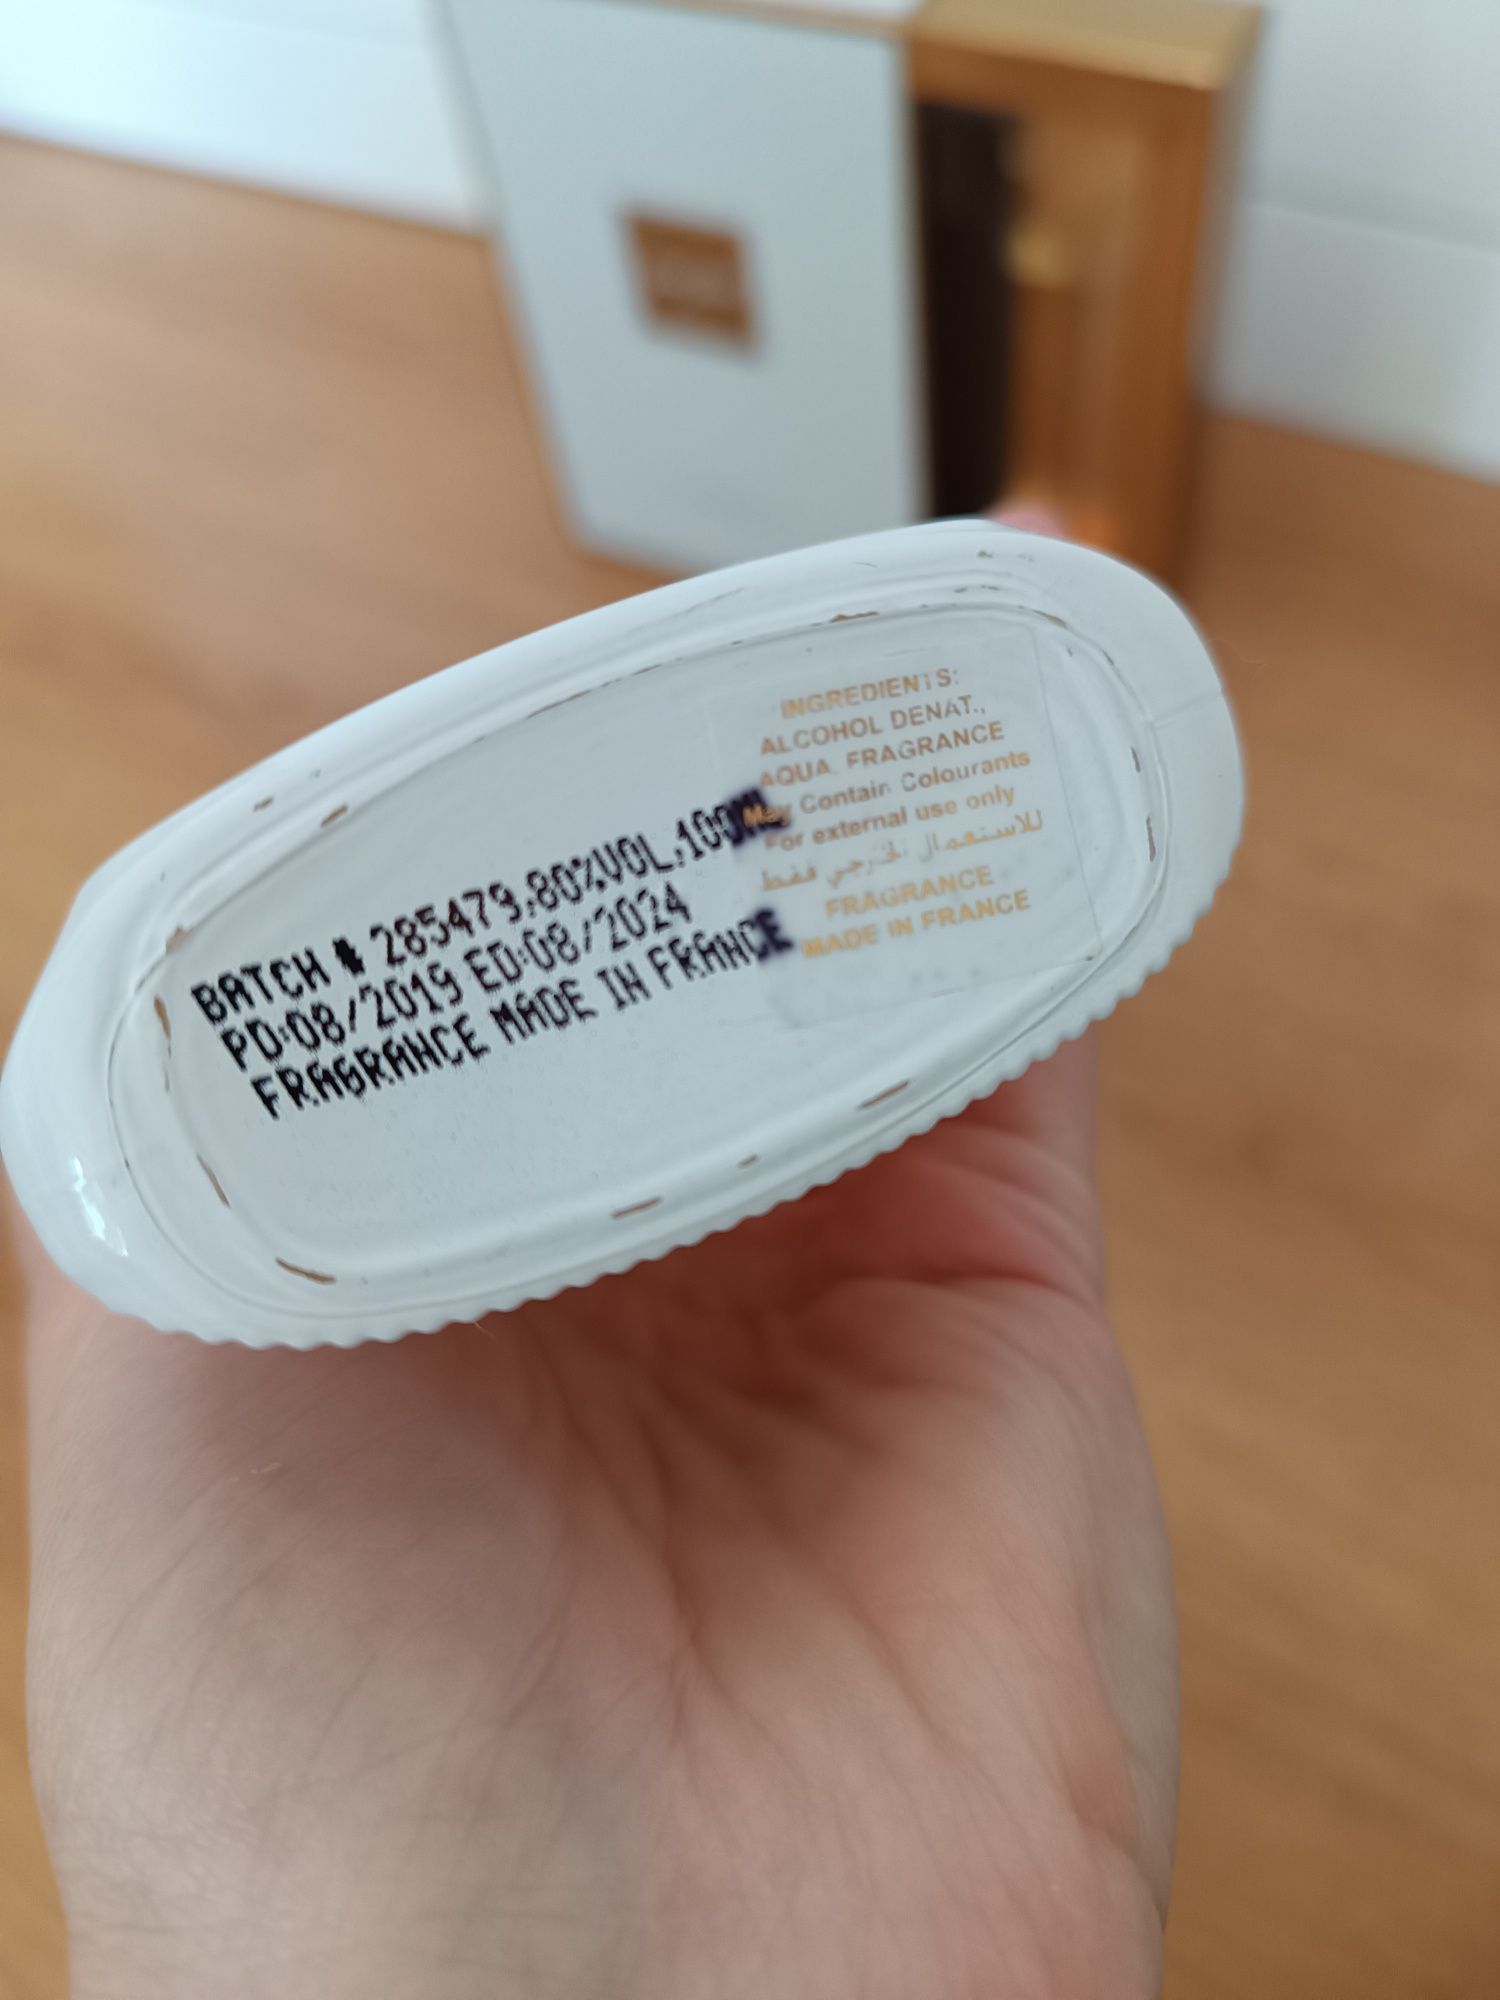 BATCH # 285479,80%VOL,100ML
PD:08/2019 ED:08/2024
FRAGRANCE MADE IN FRANCE
INGREDIENTS:
ALCOHOL DENAT.,
AQUA, FRAGRANCE
May Contain Colourants
For external use only
للاستعمال الخارجي فقط
FRAGRANCE
MADE IN FRANCE